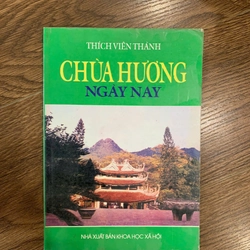 THÍCH VIÊN THÀNH
CHÙA HƯƠNG
NGÀY NAY
NHÀ XUẤT BẢN KHOA HỌC XÃ HỘI